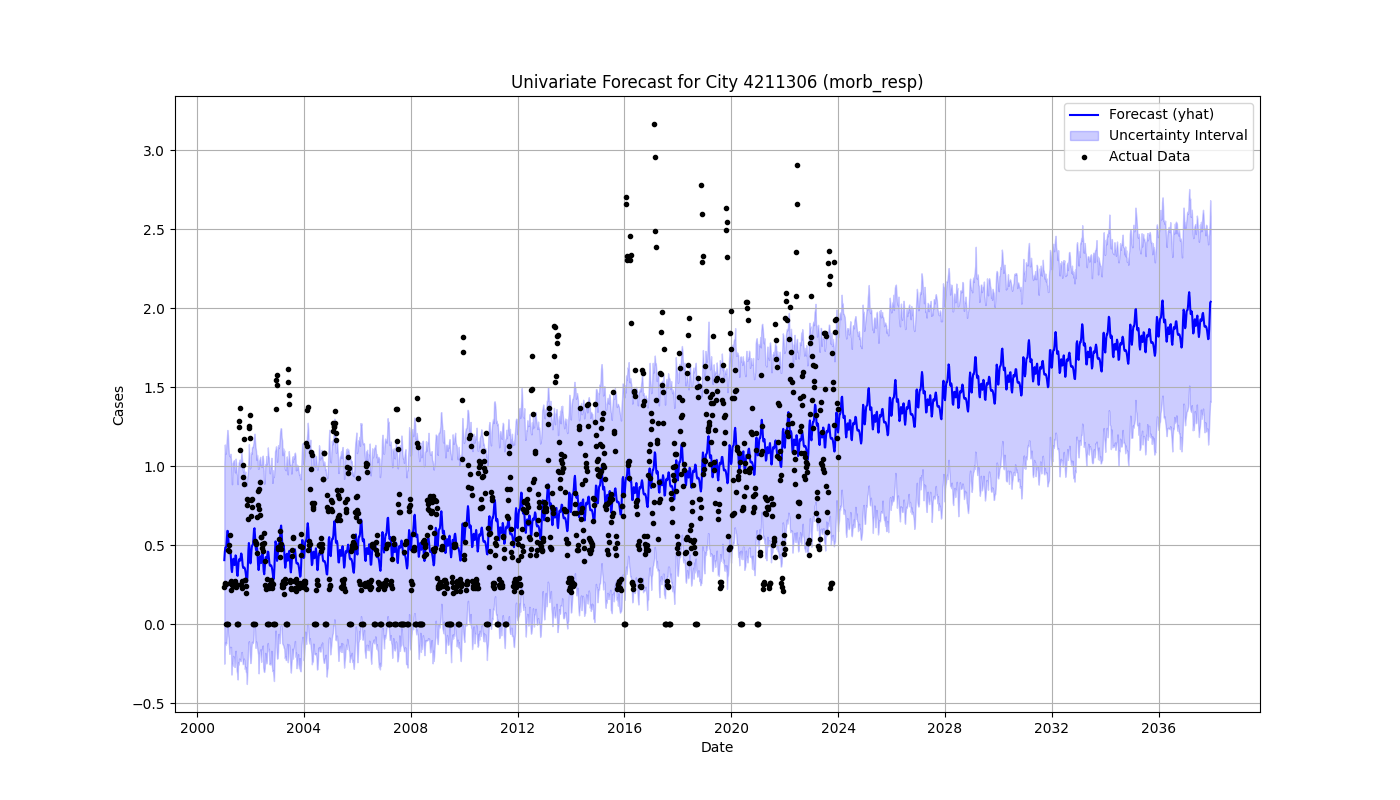 Univariate Forecast for City 4211306 (morb_resp)
Forecast (yhat)
Uncertainty Interval
Actual Data
Cases
3.0
2.5
2.0
1.5
1.0
0.5
0.0
−0.5
2000 2004 2008 2012 2016 2020 2024 2028 2032 2036
Date